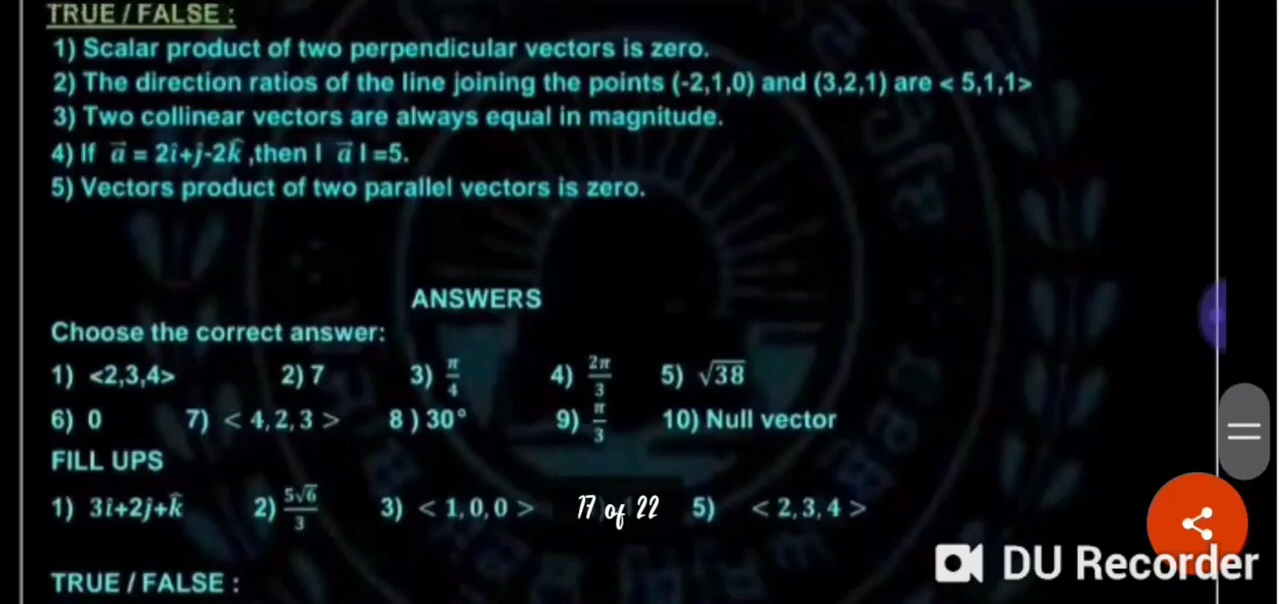 TRUE / FALSE :
1) Scalar product of two perpendicular vectors is zero.
2) The direction ratios of the line joining the points (-2,1,0) and (3,2,1) are < 5,1,1>
3) Two collinear vectors are always equal in magnitude.
4) If a⃗ = 2î+ĵ-2k̂ ,then I a⃗ I =5.
5) Vectors product of two parallel vectors is zero.
ANSWERS
Choose the correct answer:
1) <2,3,4> 2) 7 3) π/4 4) 2π/3 5) √38
6) 0 7) < 4, 2, 3 > 8 ) 30° 9) π/3 10) Null vector
FILL UPS
1) 3î+2ĵ+k̂ 2) 5√6/3 3) < 1, 0, 0 > 17 of 22 5) < 2, 3, 4 >
DU Recorder
TRUE / FALSE :